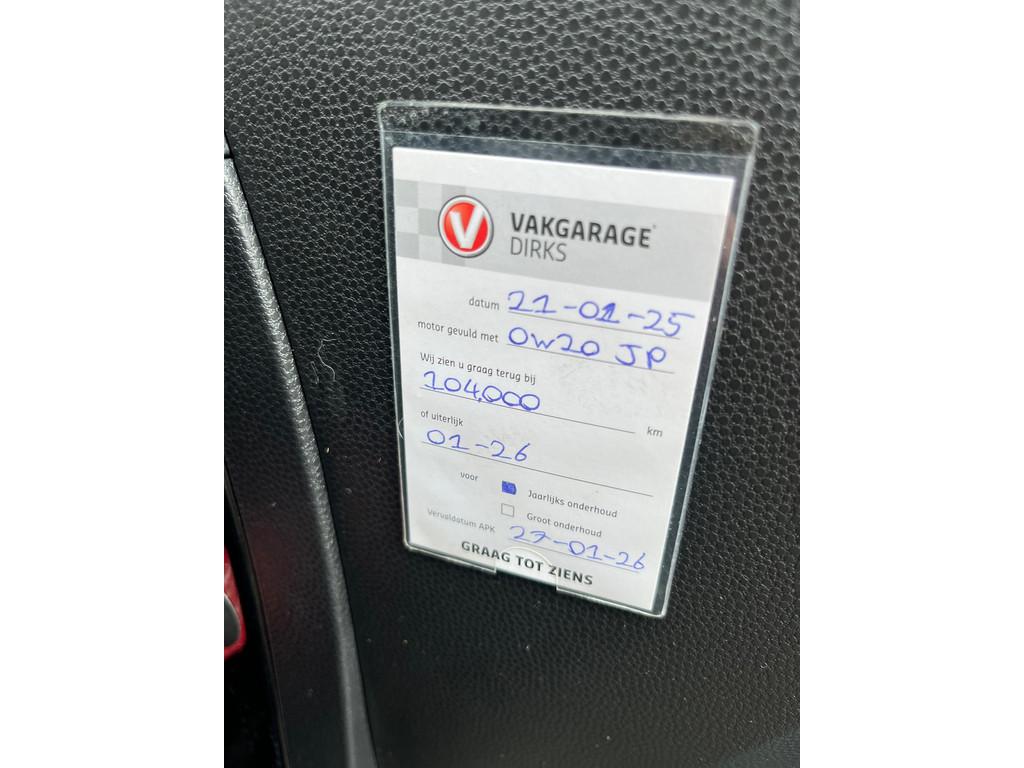 V
VAKGARAGE
DIRKS
datum 21-01-25
motor gevuld met 0W20 JP
Wij zien u graag terug bij
104.000 km
of uiterlijk
01-26
voor Jaarlijks onderhoud
Groot onderhoud
Vervaldatum APK 27-01-26
GRAAG TOT ZIENS